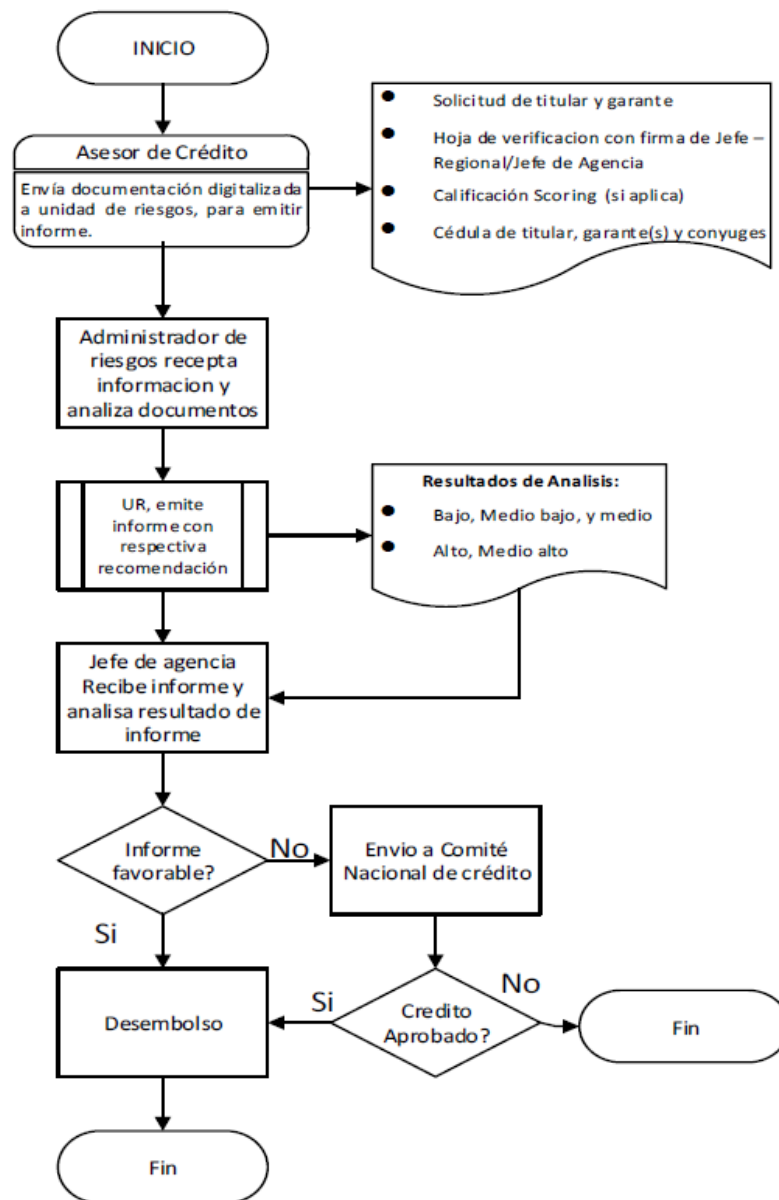 INICIO
● Solicitud de titular y garante
● Hoja de verificacion con firma de Jefe –
Regional/Jefe de Agencia
● Calificación Scoring (si aplica)
● Cédula de titular, garante(s) y conyuges
Asesor de Crédito
Envía documentación digitalizada
a unidad de riesgos, para emitir
informe.
Administrador de
riesgos recepta
informacion y
analiza documentos
UR, emite
informe con
respectiva
recomendación
Resultados de Analisis:
● Bajo, Medio bajo, y medio
● Alto, Medio alto
Jefe de agencia
Recibe informe y
analisa resultado de
informe
Informe
favorable?
No
Envio a Comité
Nacional de crédito
Si
Desembolso
Si
Credito
Aprobado?
No
Fin
Fin